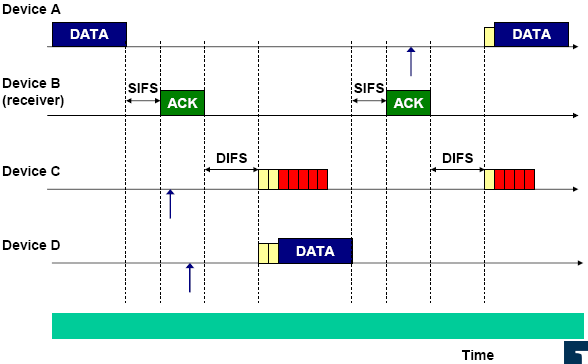 Device A
DATA
DATA
Device B
(receiver)
SIFS
ACK
SIFS
ACK
Device C
DIFS
DIFS
Device D
DATA
Time